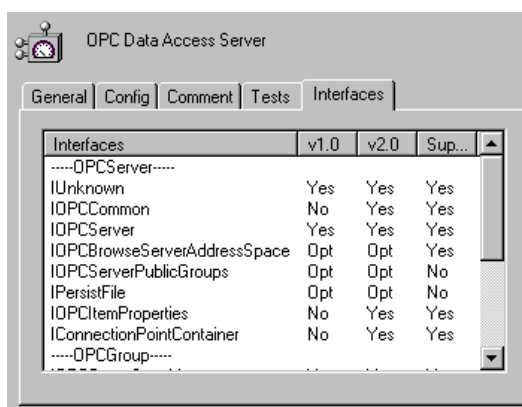 OPC Data Access Server
General Config Comment Tests Interfaces
Interfaces v1.0 v2.0 Sup...
-----OPCServer-----
IUnknown Yes Yes Yes
IOPCCommon No Yes Yes
IOPCServer Yes Yes Yes
IOPCBrowseServerAddressSpace Opt Opt Yes
IOPCServerPublicGroups Opt Opt No
IPersistFile Opt Opt No
IOPCItemProperties No Yes Yes
IConnectionPointContainer No Yes Yes
-----OPCGroup-----